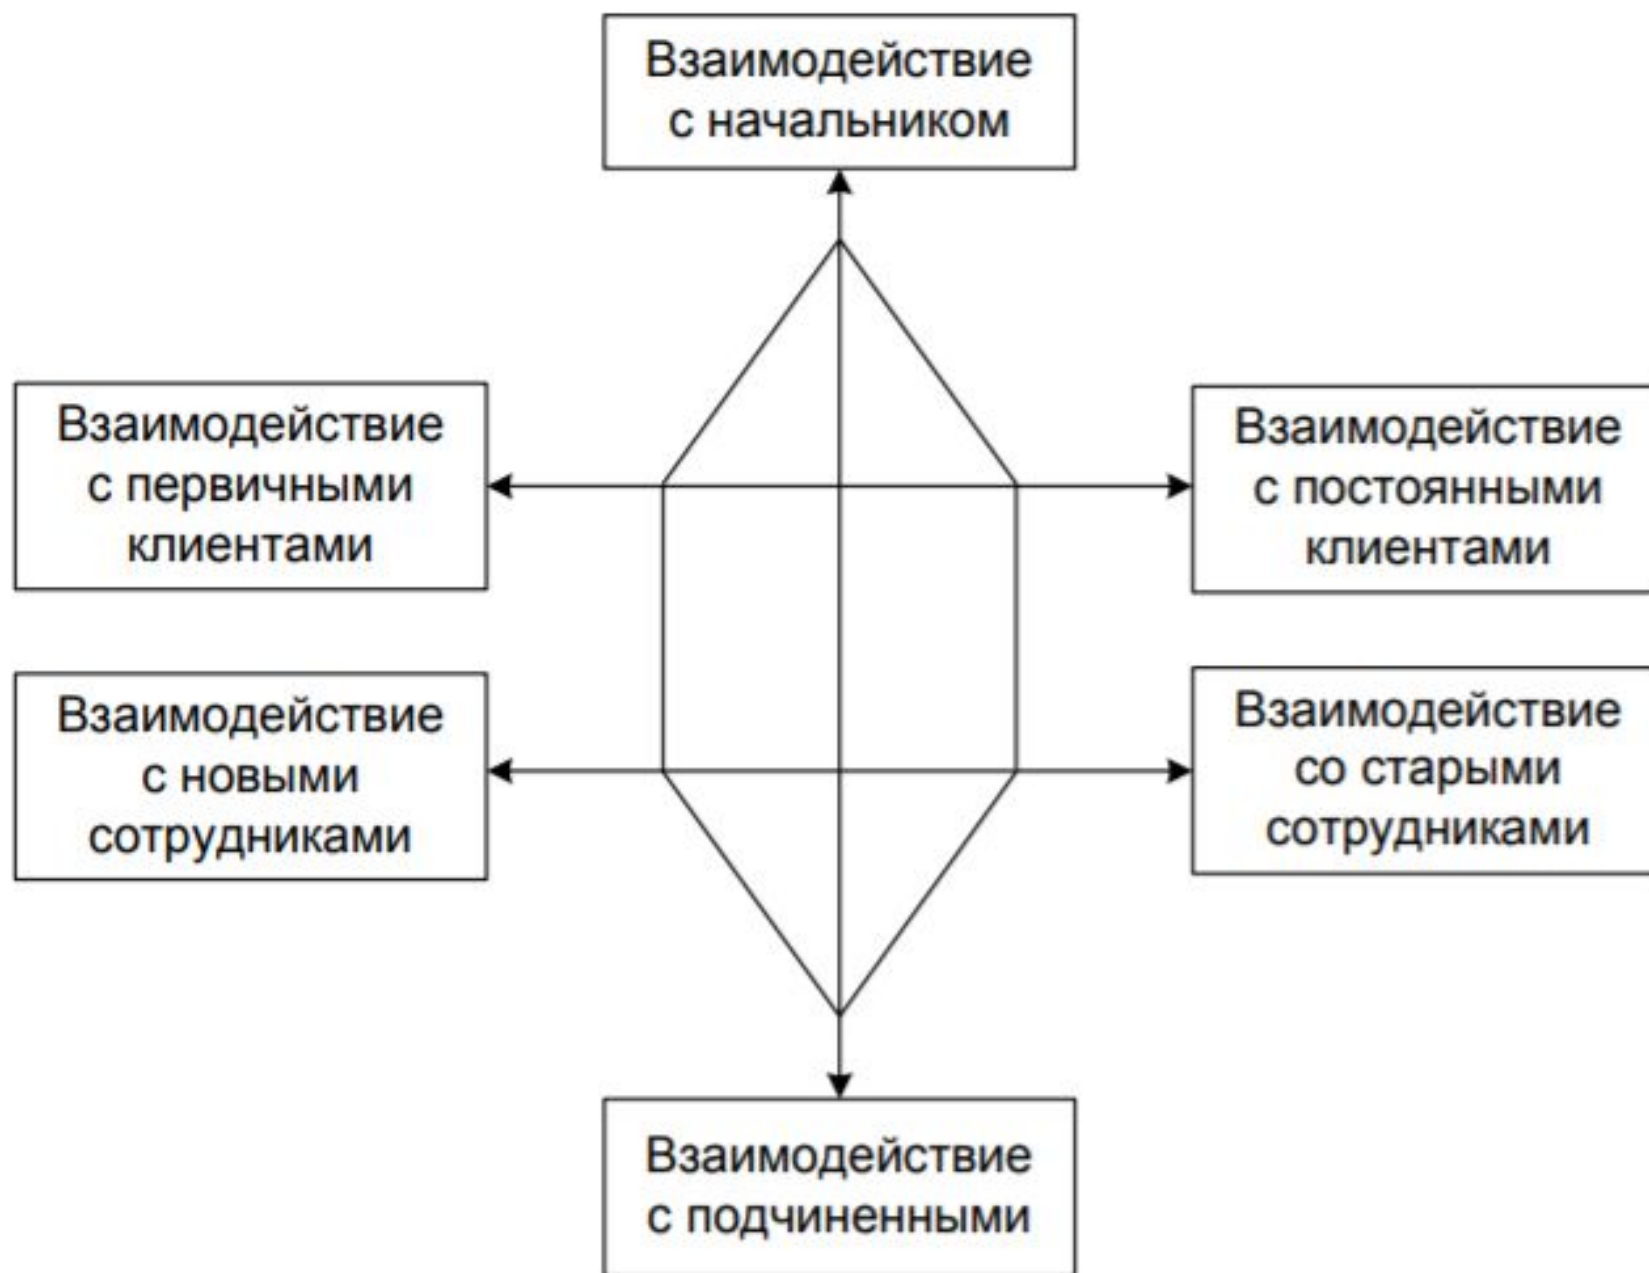 Взаимодействие
с начальником
Взаимодействие
с первичными
клиентами
Взаимодействие
с постоянными
клиентами
Взаимодействие
с новыми
сотрудниками
Взаимодействие
со старыми
сотрудниками
Взаимодействие
с подчиненными